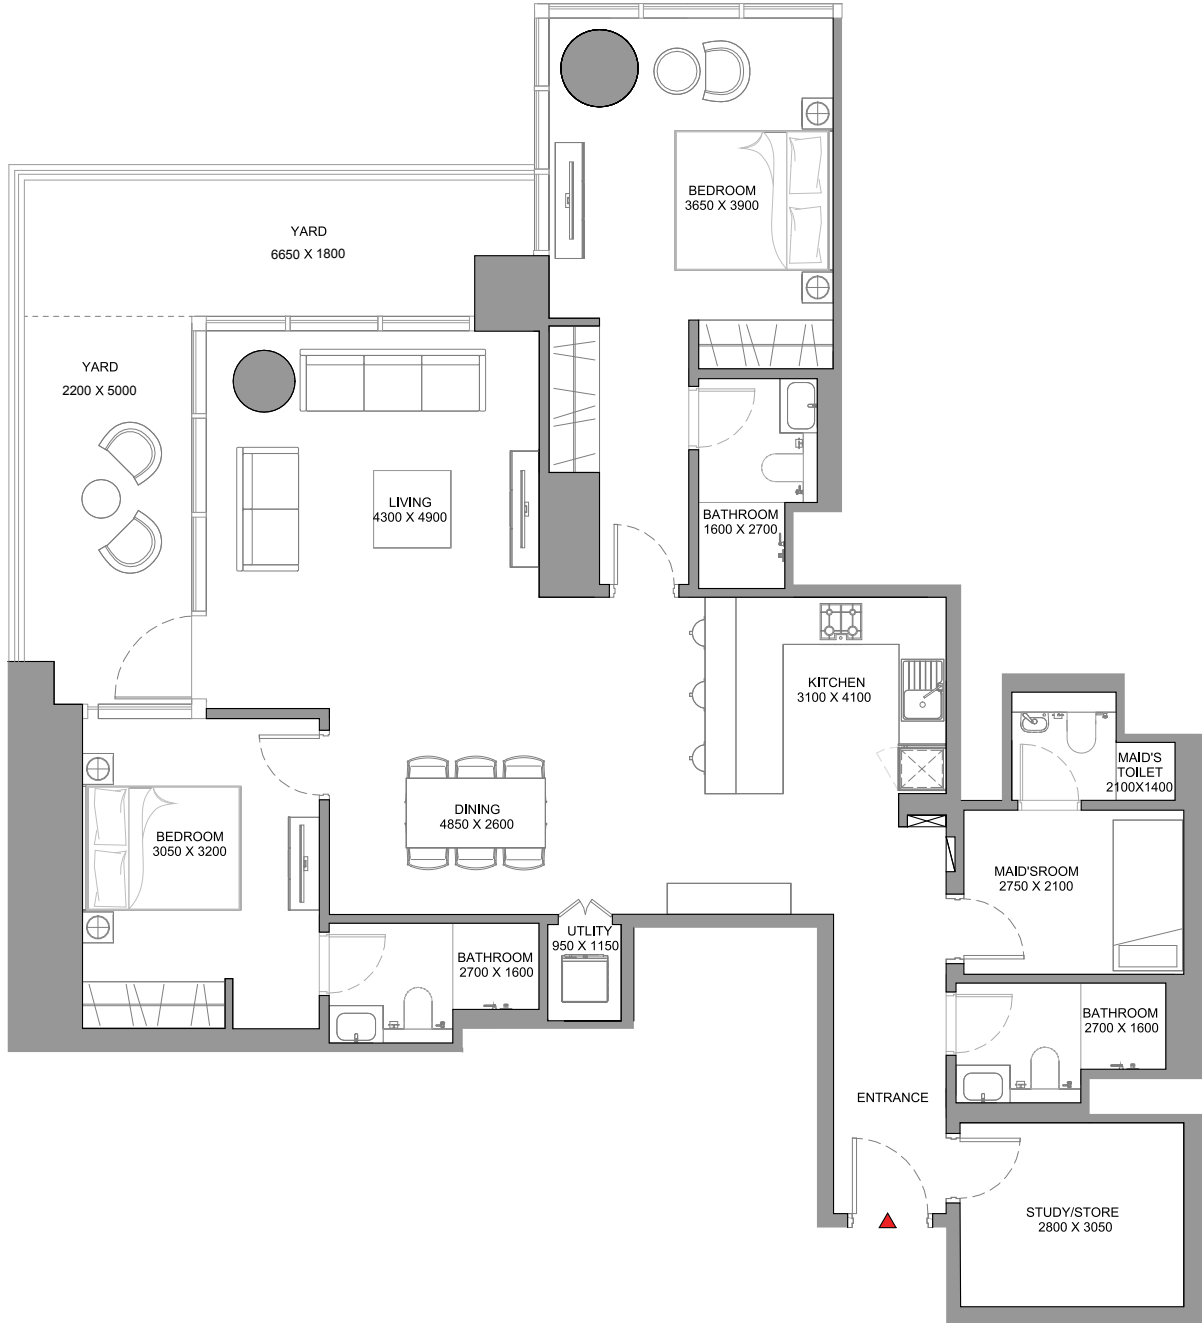 BEDROOM
3650 X 3900
YARD
6650 X 1800
YARD
2200 X 5000
LIVING
4300 X 4900
BATHROOM
1600 X 2700
KITCHEN
3100 X 4100
MAID'S
TOILET
2100X1400
DINING
4850 X 2600
BEDROOM
3050 X 3200
MAID'SROOM
2750 X 2100
UTLITY
950 X 1150
BATHROOM
2700 X 1600
BATHROOM
2700 X 1600
ENTRANCE
STUDY/STORE
2800 X 3050